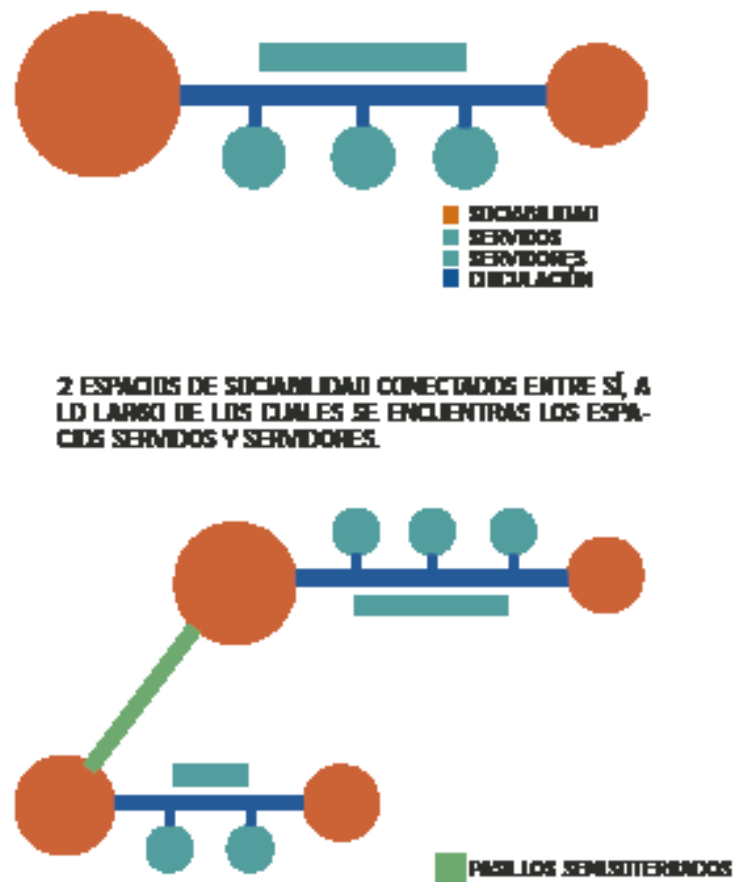 SOCIABILIDAD
SERVIDOS
SERVIDORES
CIRCULACIÓN
2 ESPACIOS DE SOCIABILIDAD CONECTADOS ENTRE SÍ, A
LO LARGO DE LOS CUALES SE ENCUENTRAS LOS ESPA-
CIOS SERVIDOS Y SERVIDORES.
PASILLOS SEMISOTERRADOS